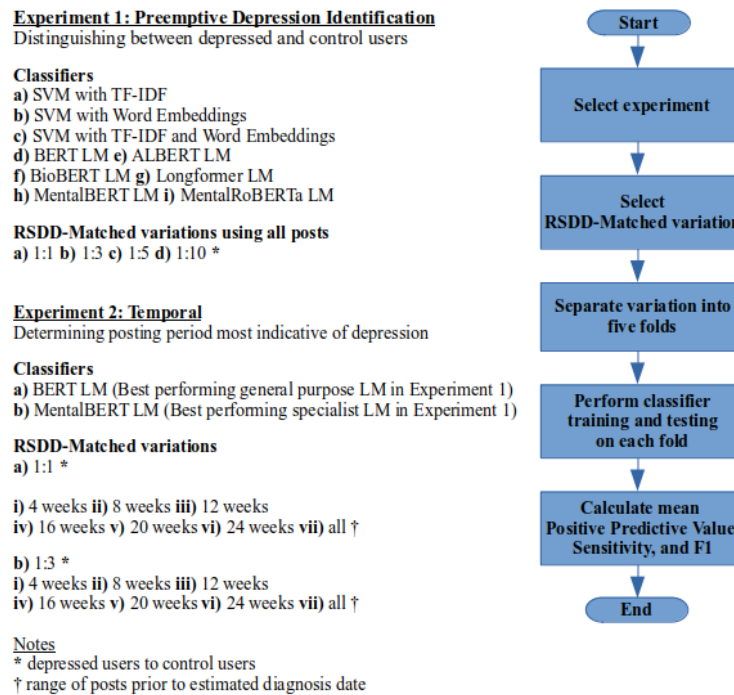 Experiment 1: Preemptive Depression Identification
Distinguishing between depressed and control users
Classifiers
a) SVM with TF-IDF
b) SVM with Word Embeddings
c) SVM with TF-IDF and Word Embeddings
d) BERT LM e) ALBERT LM
f) BioBERT LM g) Longformer LM
h) MentalBERT LM i) MentalRoBERTa LM
RSDD-Matched variations using all posts
a) 1:1 b) 1:3 c) 1:5 d) 1:10 *
Experiment 2: Temporal
Determining posting period most indicative of depression
Classifiers
a) BERT LM (Best performing general purpose LM in Experiment 1)
b) MentalBERT LM (Best performing specialist LM in Experiment 1)
RSDD-Matched variations
a) 1:1 *
i) 4 weeks ii) 8 weeks iii) 12 weeks
iv) 16 weeks v) 20 weeks vi) 24 weeks vii) all †
b) 1:3 *
i) 4 weeks ii) 8 weeks iii) 12 weeks
iv) 16 weeks v) 20 weeks vi) 24 weeks vii) all †
Notes
* depressed users to control users
† range of posts prior to estimated diagnosis date
Start
Select experiment
Select
RSDD-Matched variation
Separate variation into
five folds
Perform classifier
training and testing
on each fold
Calculate mean
Positive Predictive Value
Sensitivity, and F1
End